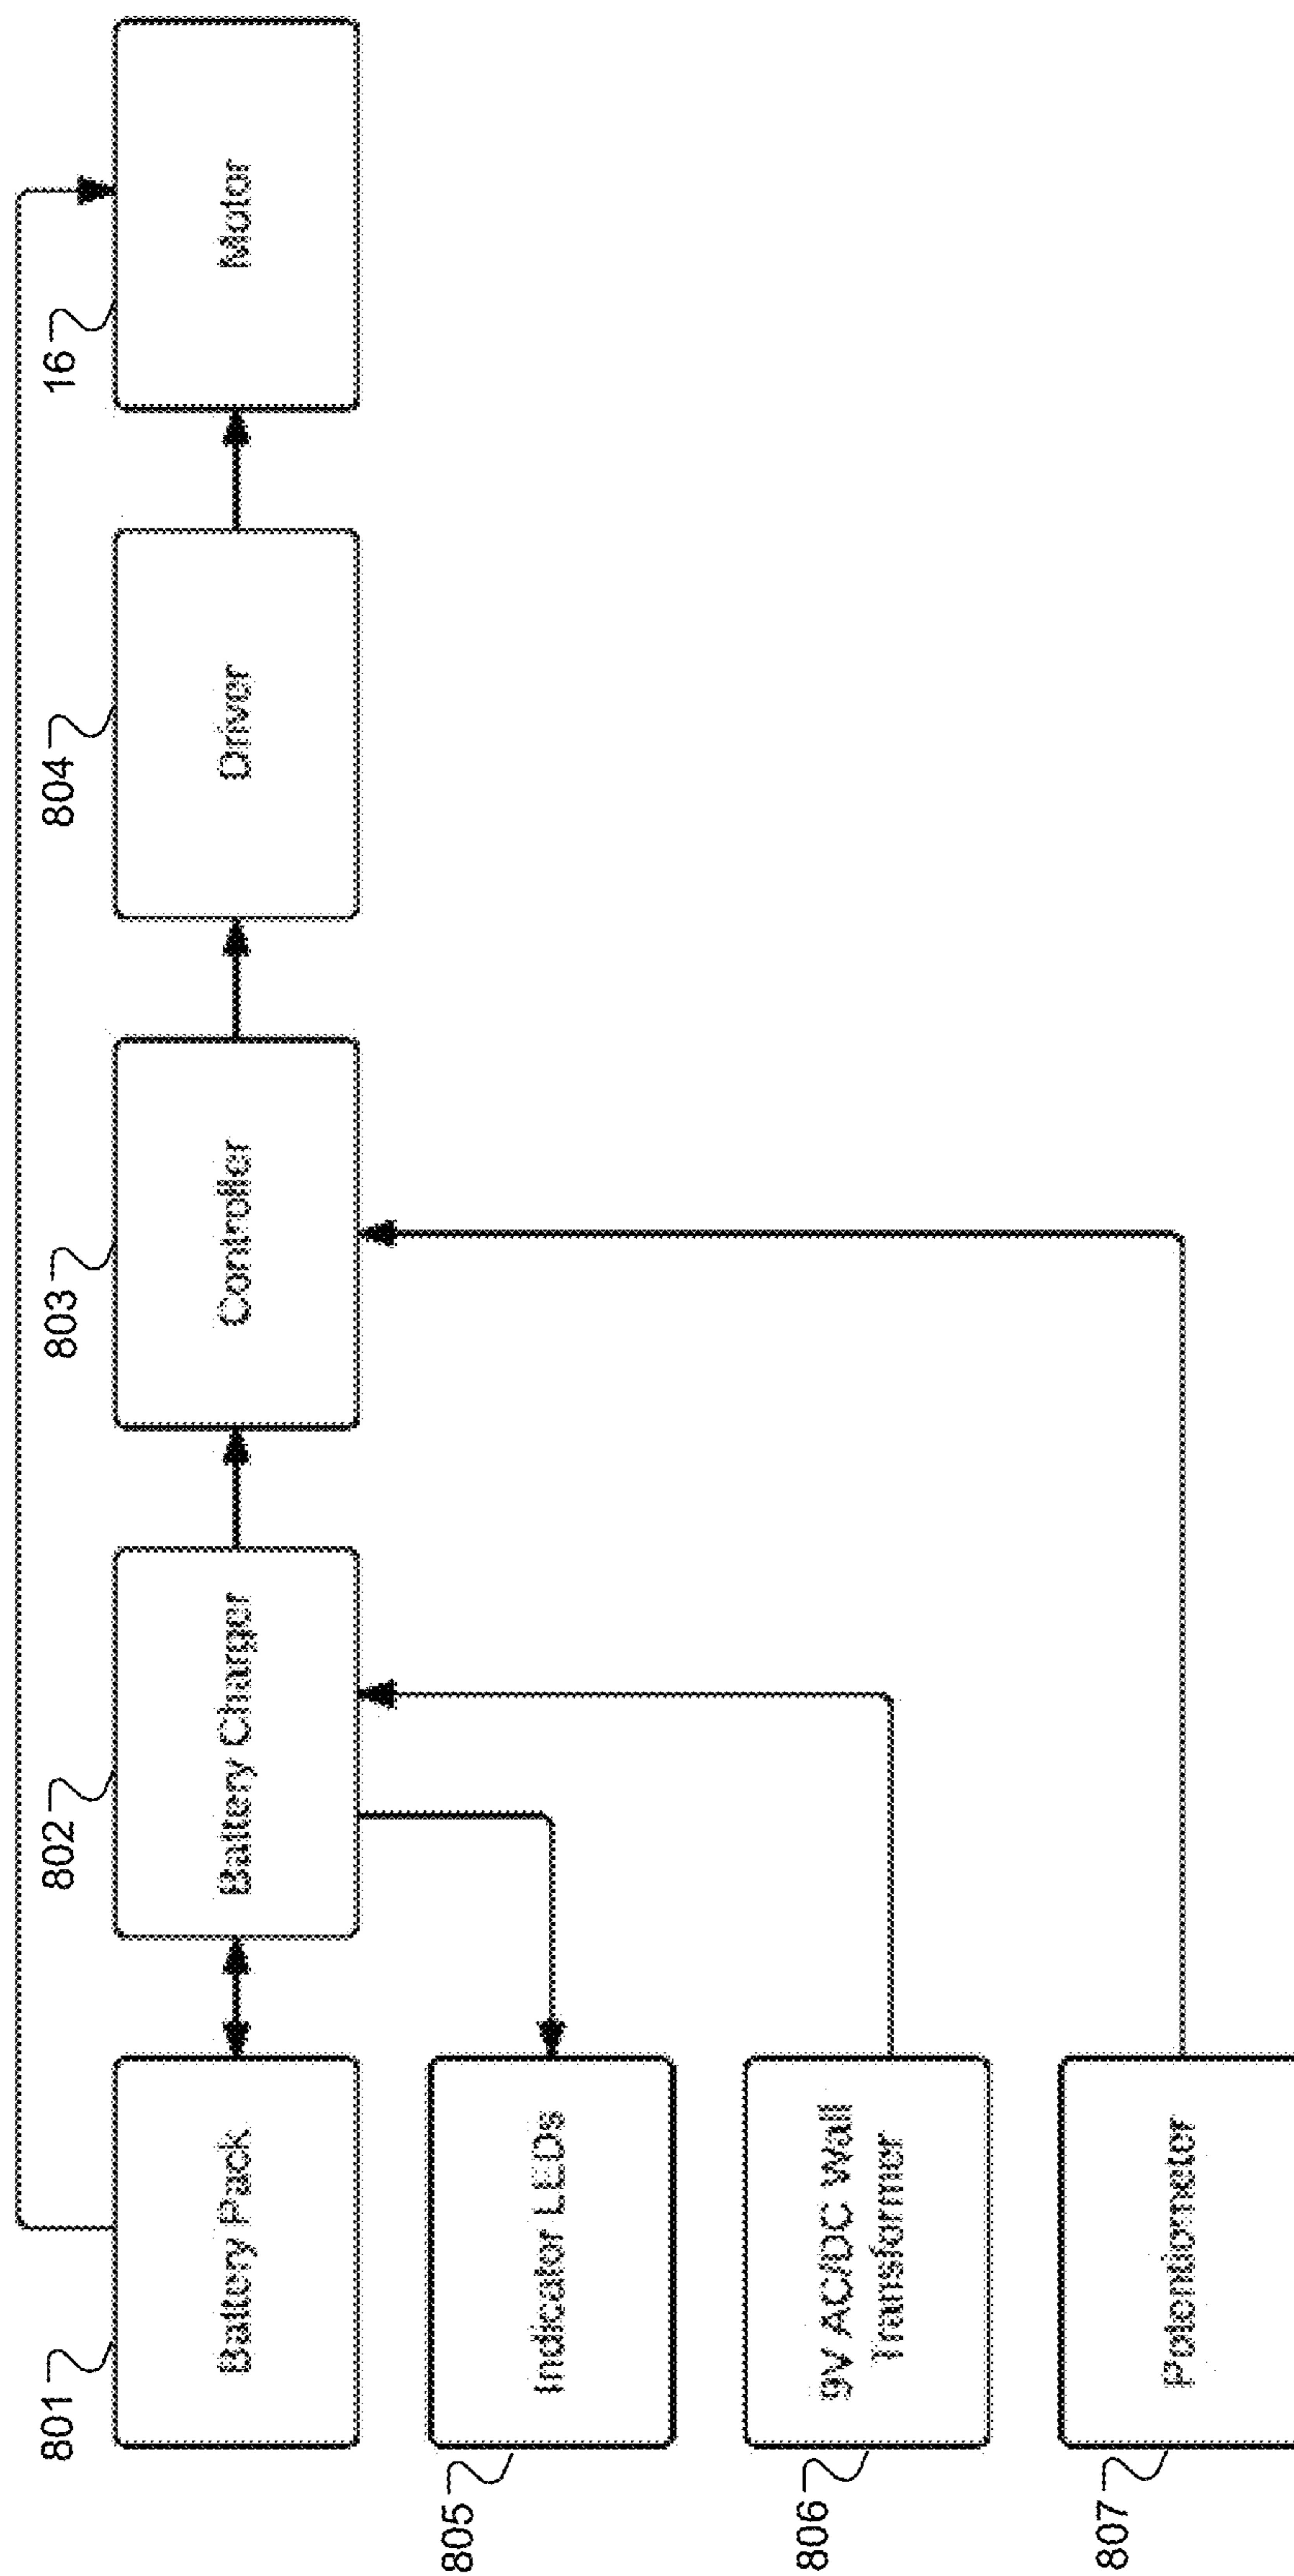 801
Battery Pack
802
Battery Charger
803
Controller
804
Driver
16
Motor
805
Indicator LEDs
806
9V AC/DC Wall
Transformer
807
Potentiometer